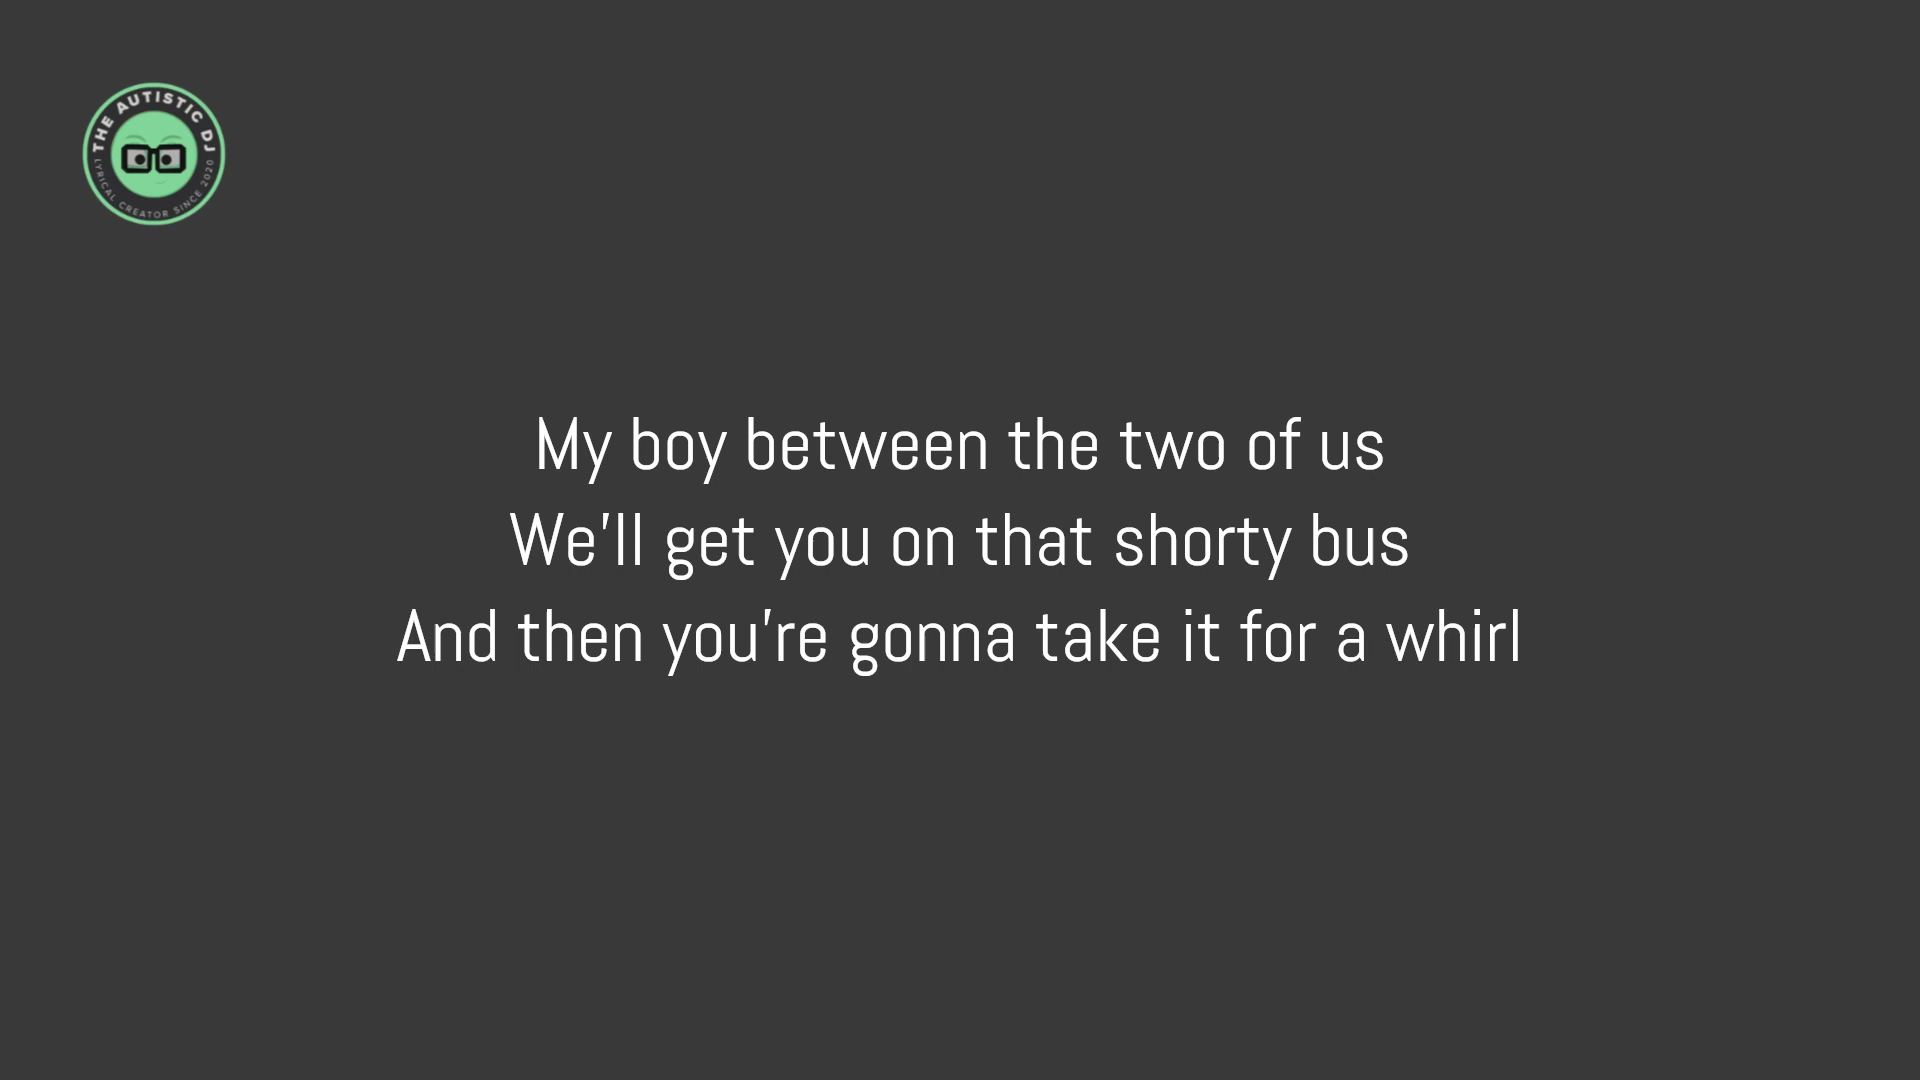 THE AUTISTIC DJ
LYRICAL CREATOR SINCE 2020
My boy between the two of us
We'll get you on that shorty bus
And then you're gonna take it for a whirl